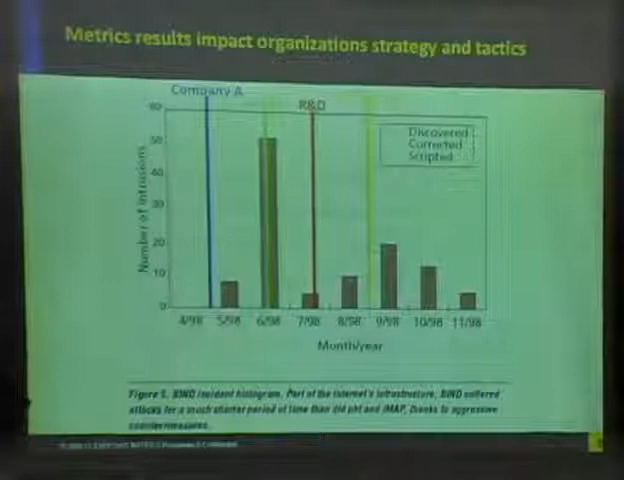 Metrics results impact organizations strategy and tactics
Company A
R&D
60
50
40
30
20
10
0
Number of intrusions
Discovered
Corrected
Scripted
4/98 5/98 6/98 7/98 8/98 9/98 10/98 11/98
Month/year
Figure 5. BIND incident histogram. Part of the Internet's infrastructure, BIND suffered
attacks for a much shorter period of time than did phf and IMAP, thanks to aggressive
countermeasures.